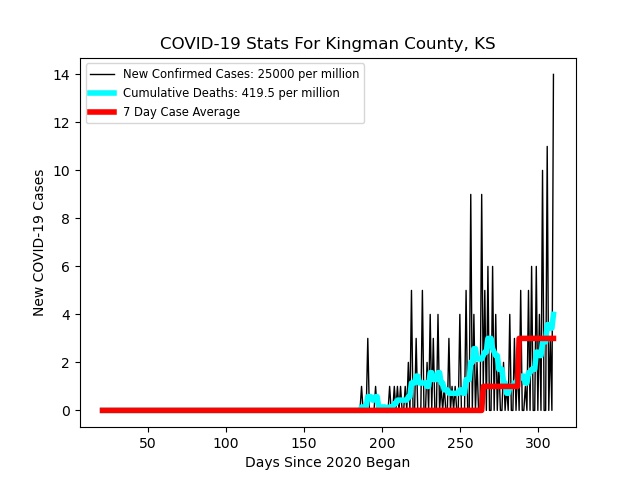 COVID-19 Stats For Kingman County, KS
New Confirmed Cases: 25000 per million
Cumulative Deaths: 419.5 per million
7 Day Case Average
New COVID-19 Cases
14
12
10
8
6
4
2
0
50 100 150 200 250 300
Days Since 2020 Began